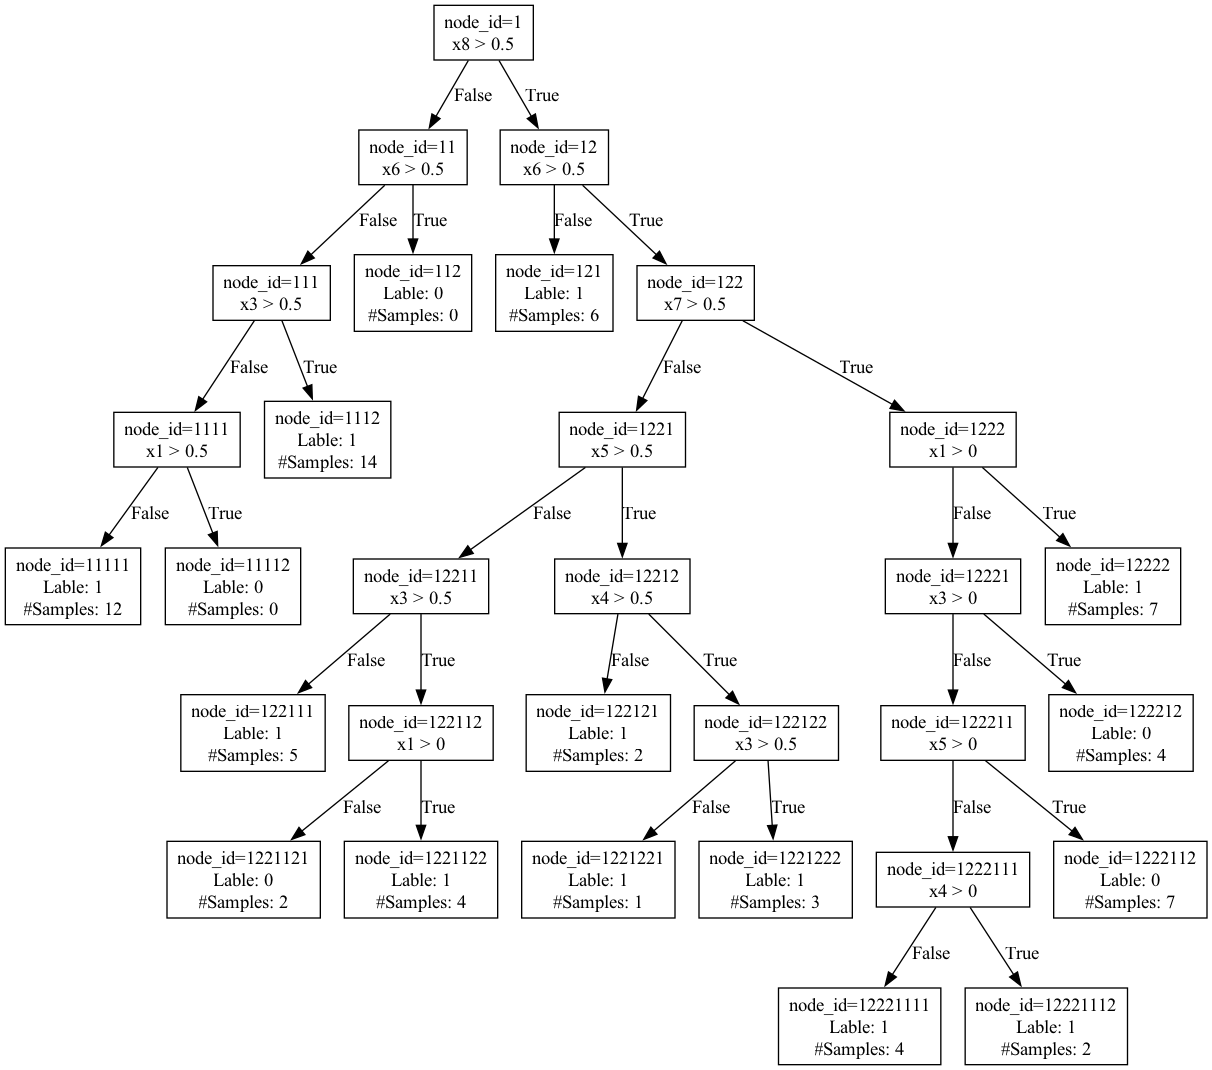 node_id=1
x8 > 0.5
False
True
node_id=11
x6 > 0.5
node_id=12
x6 > 0.5
False
True
False
True
node_id=111
x3 > 0.5
node_id=112
Lable: 0
#Samples: 0
node_id=121
Lable: 1
#Samples: 6
node_id=122
x7 > 0.5
False
True
False
True
node_id=1111
x1 > 0.5
node_id=1112
Lable: 1
#Samples: 14
node_id=1221
x5 > 0.5
node_id=1222
x1 > 0
False
True
False
True
False
True
node_id=11111
Lable: 1
#Samples: 12
node_id=11112
Lable: 0
#Samples: 0
node_id=12211
x3 > 0.5
node_id=12212
x4 > 0.5
node_id=12221
x3 > 0
node_id=12222
Lable: 1
#Samples: 7
False
True
False
True
False
True
node_id=122111
Lable: 1
#Samples: 5
node_id=122112
x1 > 0
node_id=122121
Lable: 1
#Samples: 2
node_id=122122
x3 > 0.5
node_id=122211
x5 > 0
node_id=122212
Lable: 0
#Samples: 4
False
True
False
True
False
True
node_id=1221121
Lable: 0
#Samples: 2
node_id=1221122
Lable: 1
#Samples: 4
node_id=1221221
Lable: 1
#Samples: 1
node_id=1221222
Lable: 1
#Samples: 3
node_id=1222111
x4 > 0
node_id=1222112
Lable: 0
#Samples: 7
False
True
node_id=12221111
Lable: 1
#Samples: 4
node_id=12221112
Lable: 1
#Samples: 2